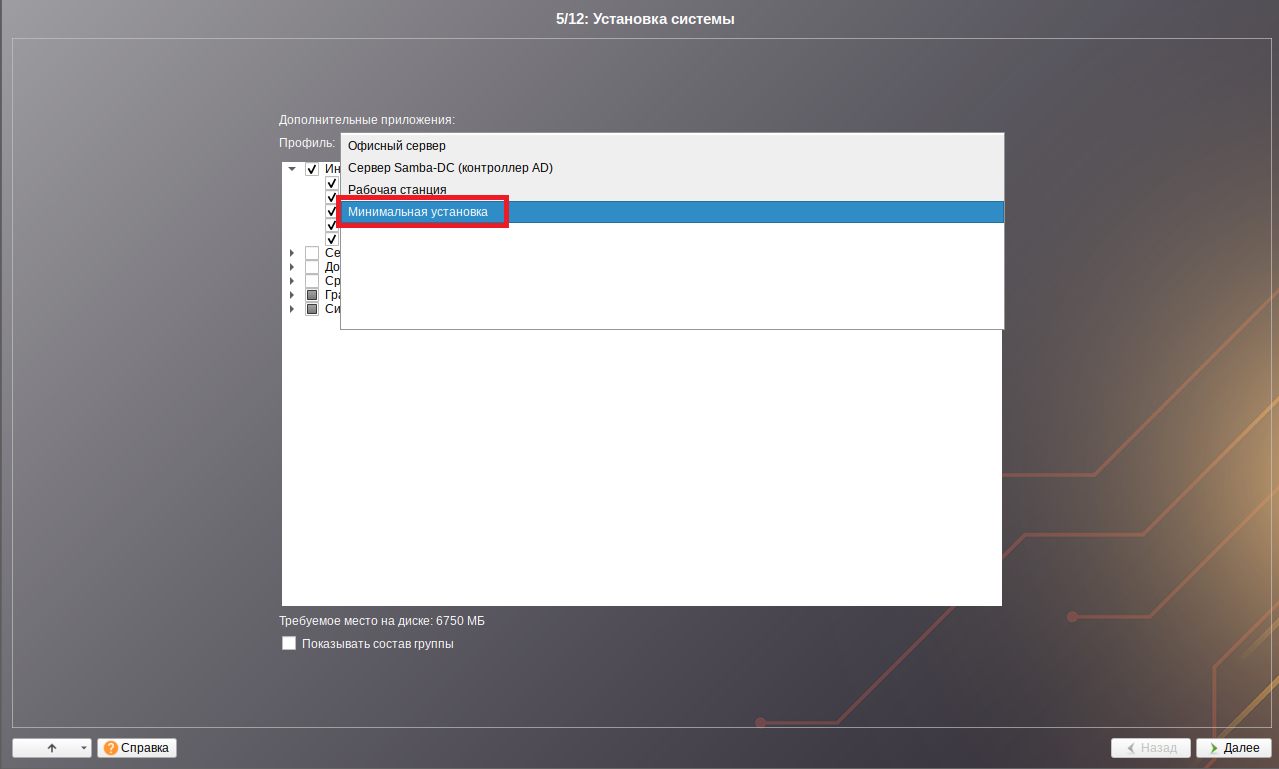 5/12: Установка системы
Дополнительные приложения:
Профиль:
Офисный сервер
Сервер Samba-DC (контроллер AD)
Рабочая станция
Минимальная установка
Ин
Се
До
Ср
Гра
Си
Требуемое место на диске: 6750 МБ
Показывать состав группы
Справка
Назад
Далее